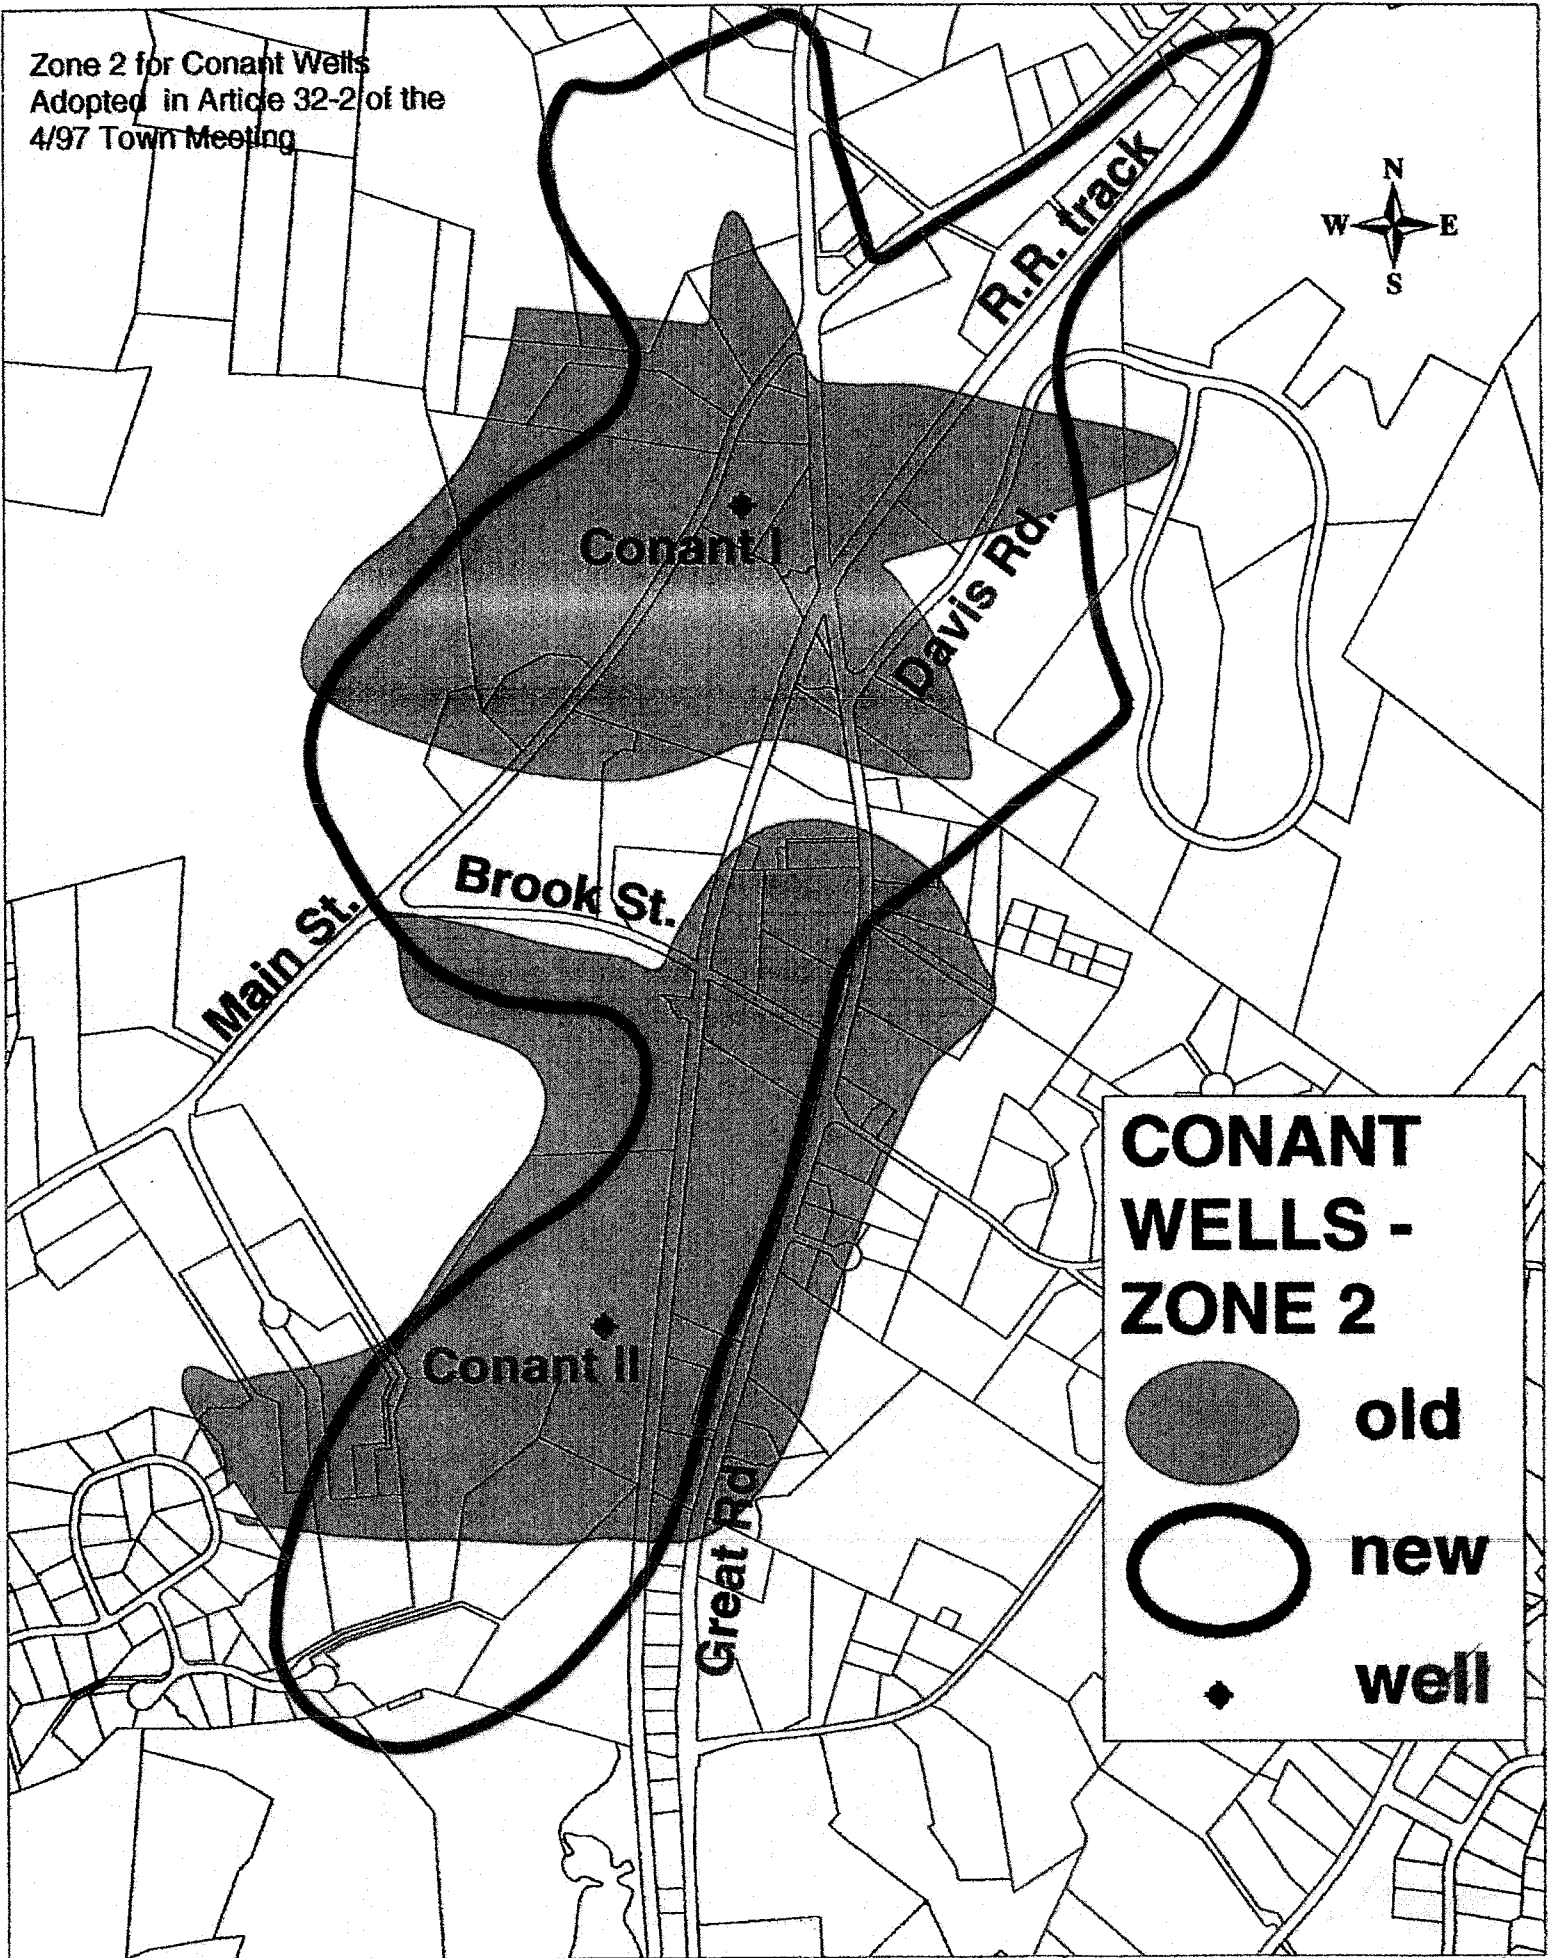 Zone 2 for Conant Wells
Adopted in Article 32-2 of the
4/97 Town Meeting
N
W E
S
R.R. track
Conant I
Davis Rd.
Brook St.
Main St.
Conant II
Great Rd
CONANT
WELLS -
ZONE 2
old
new
well